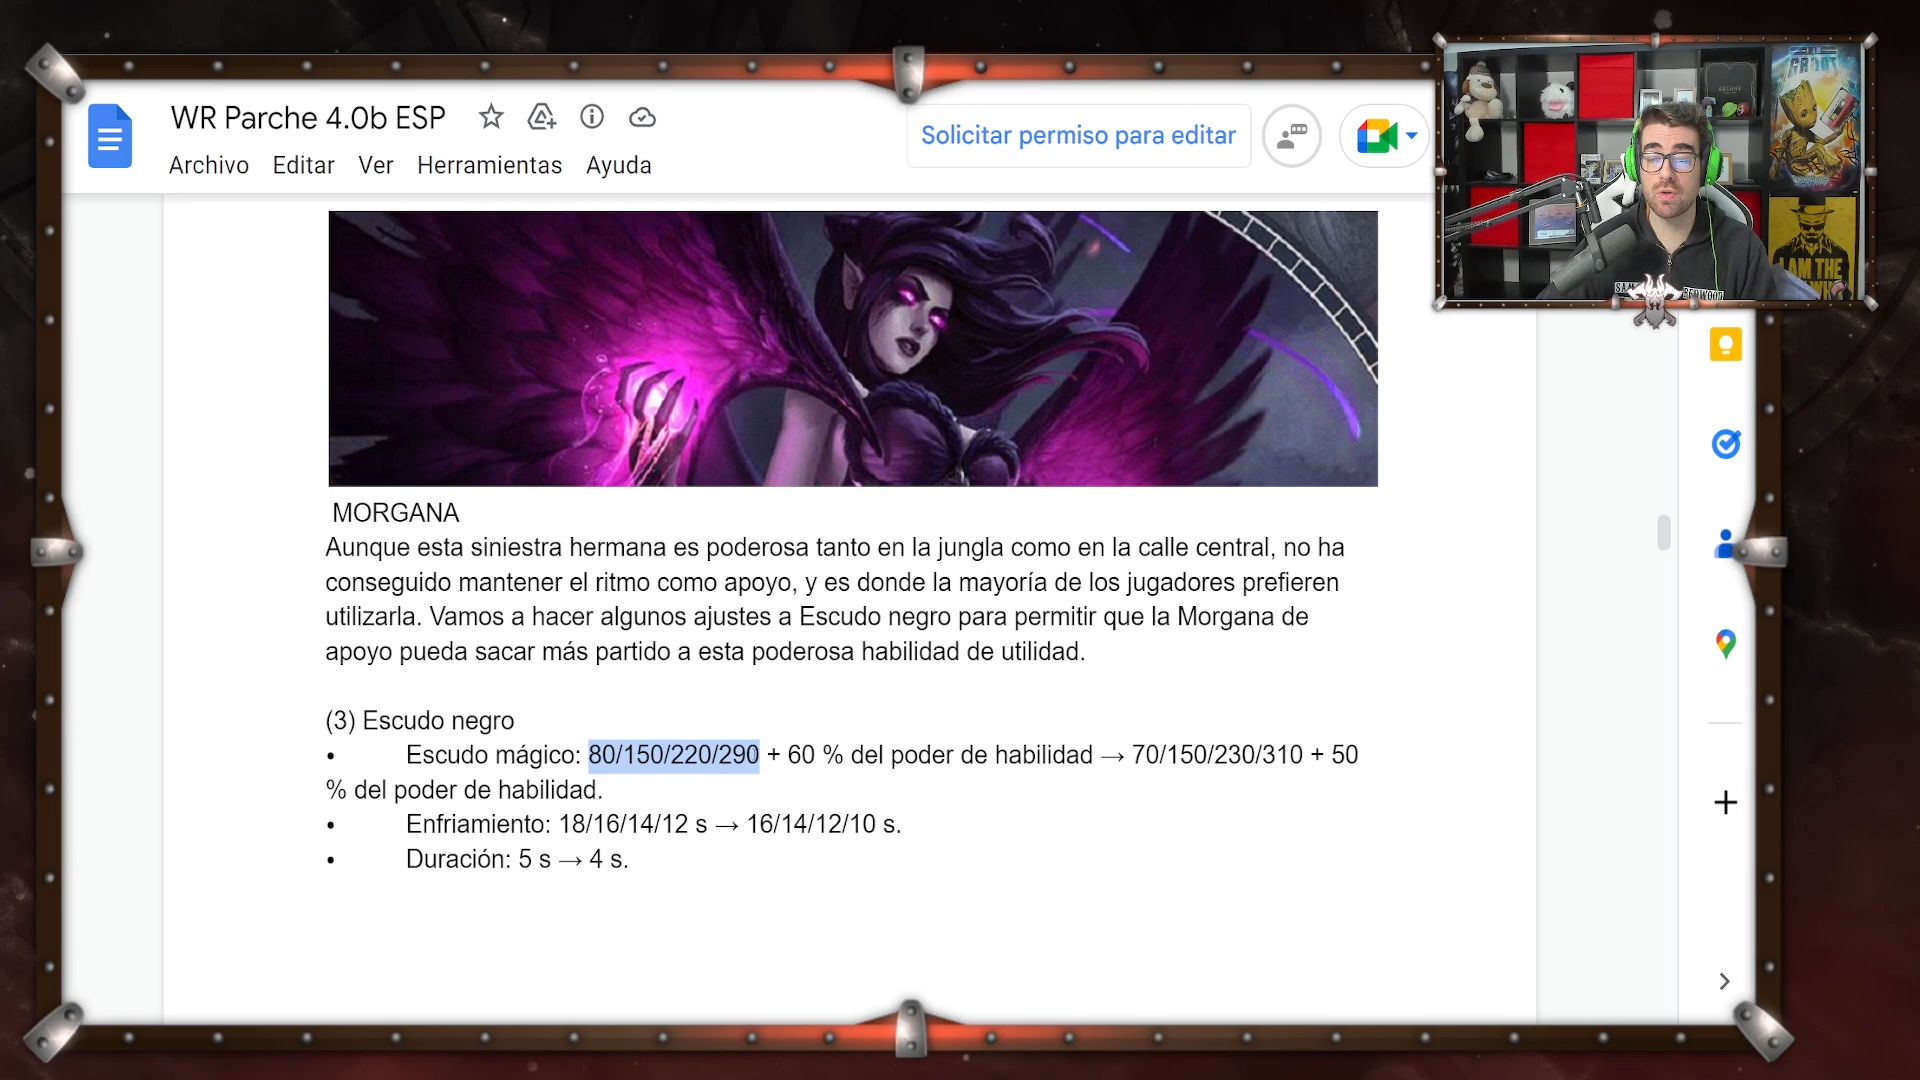 WR Parche 4.0b ESP
Archivo Editar Ver Herramientas Ayuda
Solicitar permiso para editar
GROOT
ARCANE
I AM THE
MORGANA
Aunque esta siniestra hermana es poderosa tanto en la jungla como en la calle central, no ha
conseguido mantener el ritmo como apoyo, y es donde la mayoría de los jugadores prefieren
utilizarla. Vamos a hacer algunos ajustes a Escudo negro para permitir que la Morgana de
apoyo pueda sacar más partido a esta poderosa habilidad de utilidad.
(3) Escudo negro
• Escudo mágico: 80/150/220/290 + 60 % del poder de habilidad → 70/150/230/310 + 50
% del poder de habilidad.
• Enfriamiento: 18/16/14/12 s → 16/14/12/10 s.
• Duración: 5 s → 4 s.